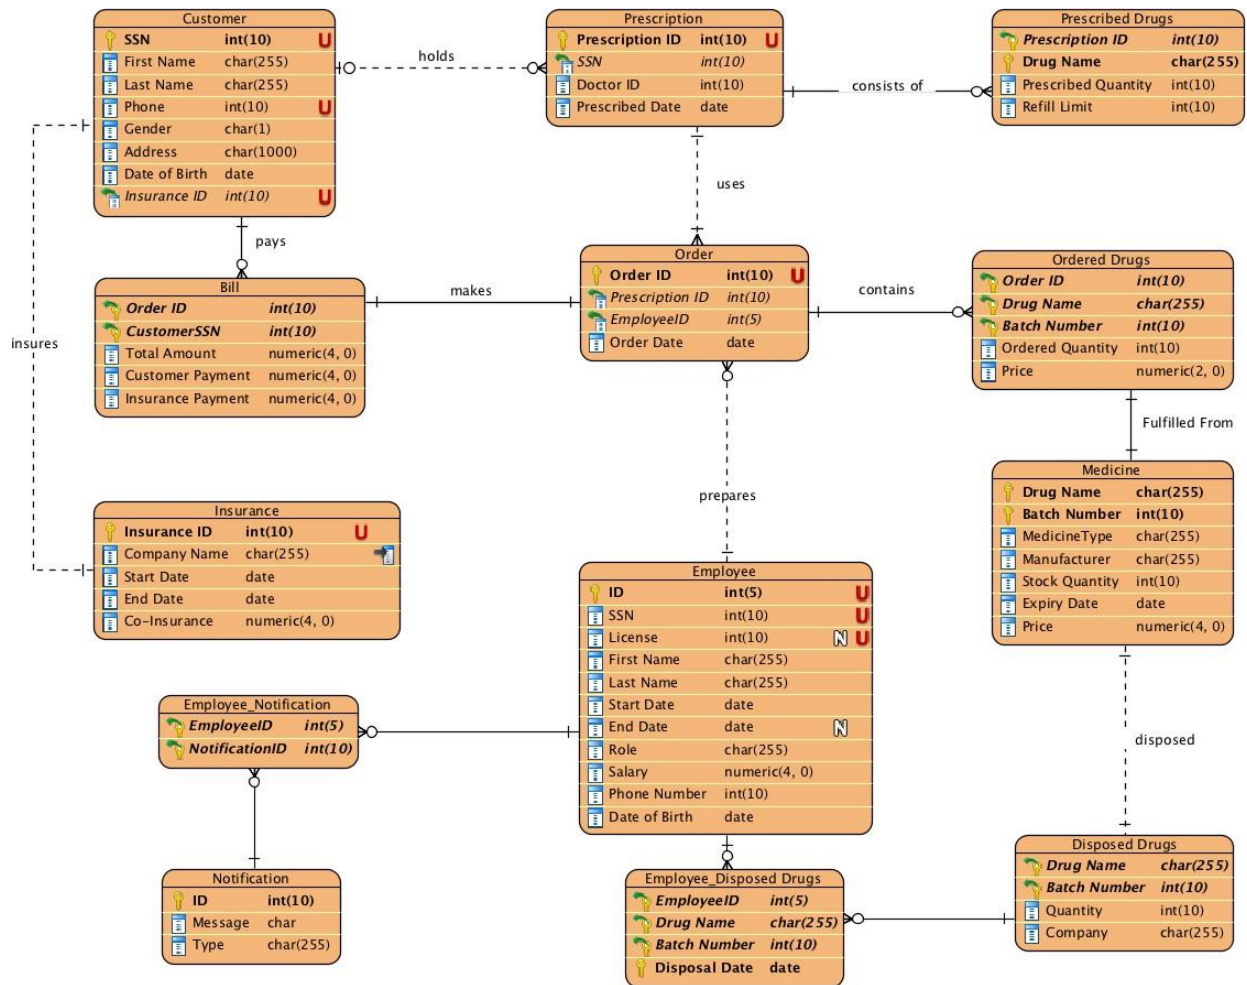 Customer
SSN int(10) U
First Name char(255)
Last Name char(255)
Phone int(10) U
Gender char(1)
Address char(1000)
Date of Birth date
Insurance ID int(10) U
holds
Prescription
Prescription ID int(10) U
SSN int(10)
Doctor ID int(10)
Prescribed Date date
consists of
Prescribed Drugs
Prescription ID int(10)
Drug Name char(255)
Prescribed Quantity int(10)
Refill Limit int(10)
uses
pays
Bill
Order ID int(10)
CustomerSSN int(10)
Total Amount numeric(4, 0)
Customer Payment numeric(4, 0)
Insurance Payment numeric(4, 0)
makes
Order
Order ID int(10) U
Prescription ID int(10)
EmployeeID int(5)
Order Date date
contains
Ordered Drugs
Order ID int(10)
Drug Name char(255)
Batch Number int(10)
Ordered Quantity int(10)
Price numeric(2, 0)
insures
Fulfilled From
prepares
Insurance
Insurance ID int(10) U
Company Name char(255)
Start Date date
End Date date
Co-Insurance numeric(4, 0)
Medicine
Drug Name char(255)
Batch Number int(10)
MedicineType char(255)
Manufacturer char(255)
Stock Quantity int(10)
Expiry Date date
Price numeric(4, 0)
Employee
ID int(5) U
SSN int(10) U
License int(10) N U
First Name char(255)
Last Name char(255)
Start Date date
End Date date N
Role char(255)
Salary numeric(4, 0)
Phone Number int(10)
Date of Birth date
Employee_Notification
EmployeeID int(5)
NotificationID int(10)
disposed
Notification
ID int(10)
Message char
Type char(255)
Employee_Disposed Drugs
EmployeeID int(5)
Drug Name char(255)
Batch Number int(10)
Disposal Date date
Disposed Drugs
Drug Name char(255)
Batch Number int(10)
Quantity int(10)
Company char(255)